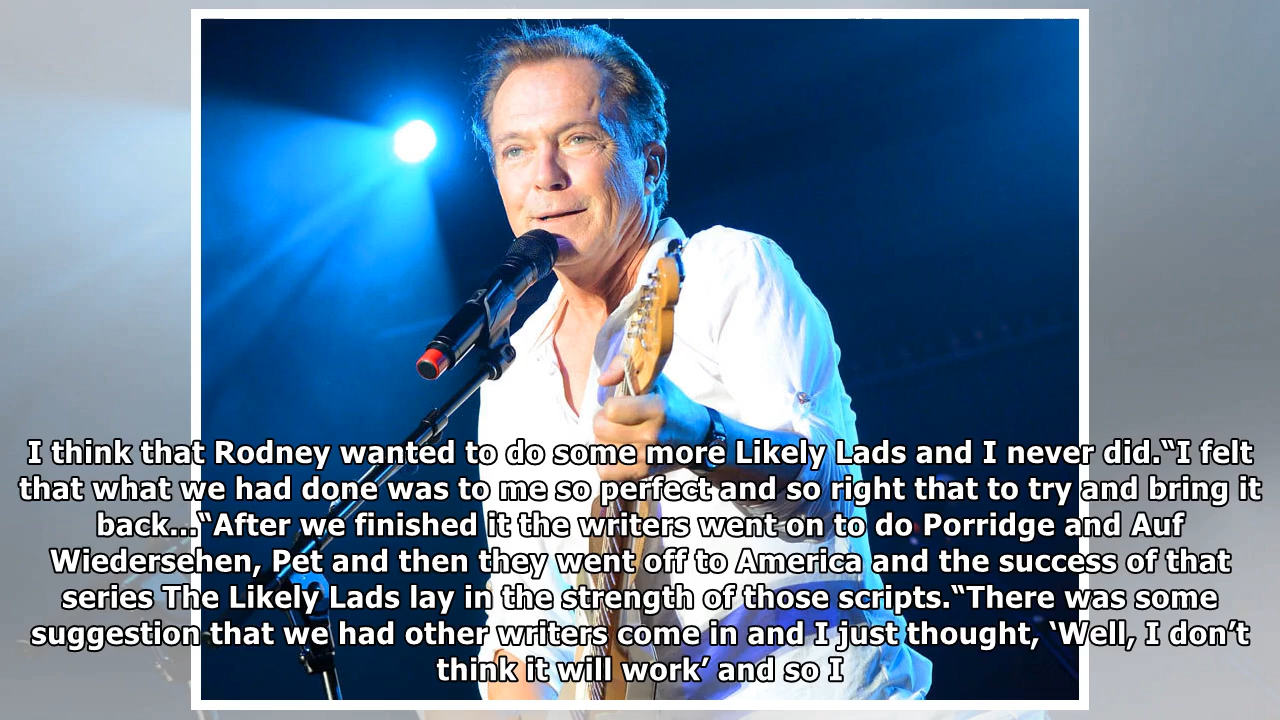 I think that Rodney wanted to do some more Likely Lads and I never did.“I felt
that what we had done was to me so perfect and so right that to try and bring it
back...“After we finished it the writers went on to do Porridge and Auf
Wiedersehen, Pet and then they went off to America and the success of that
series The Likely Lads lay in the strength of those scripts.“There was some
suggestion that we had other writers come in and I just thought, ‘Well, I don’t
think it will work’ and so I